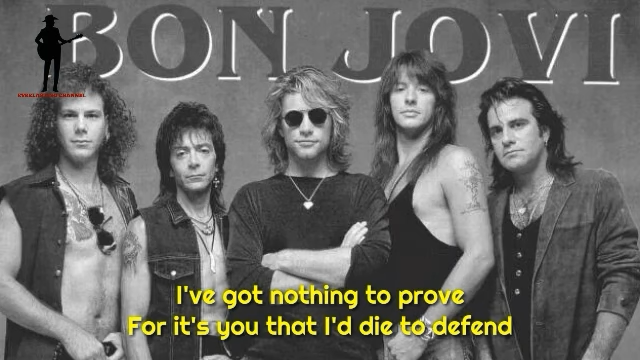 BON JOVI
I've got nothing to prove
For it's you that I'd die to defend